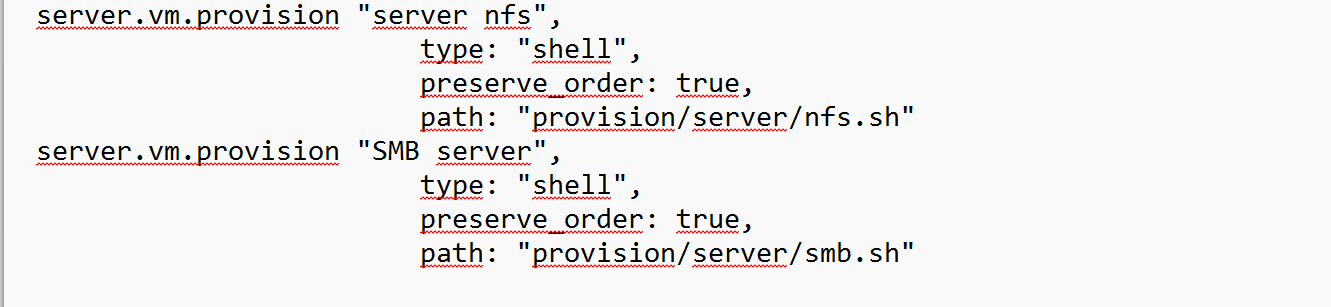 server.vm.provision "server nfs",
type: "shell",
preserve_order: true,
path: "provision/server/nfs.sh"
server.vm.provision "SMB server",
type: "shell",
preserve_order: true,
path: "provision/server/smb.sh"